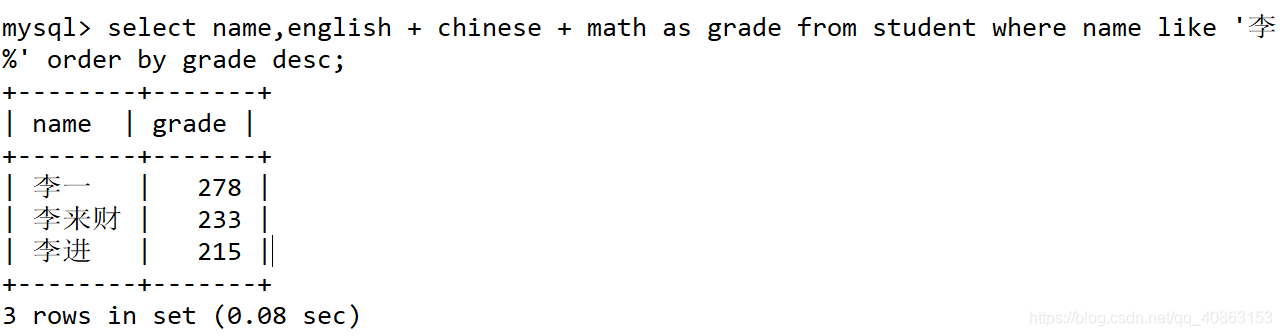 mysql> select name,english + chinese + math as grade from student where name like '李
%' order by grade desc;
+--------+-------+
| name  | grade |
+--------+-------+
| 李一   |   278 |
| 李来财 |   233 |
| 李进   |   215 |
+--------+-------+
3 rows in set (0.08 sec)
https://blog.csdn.net/qq_40863153